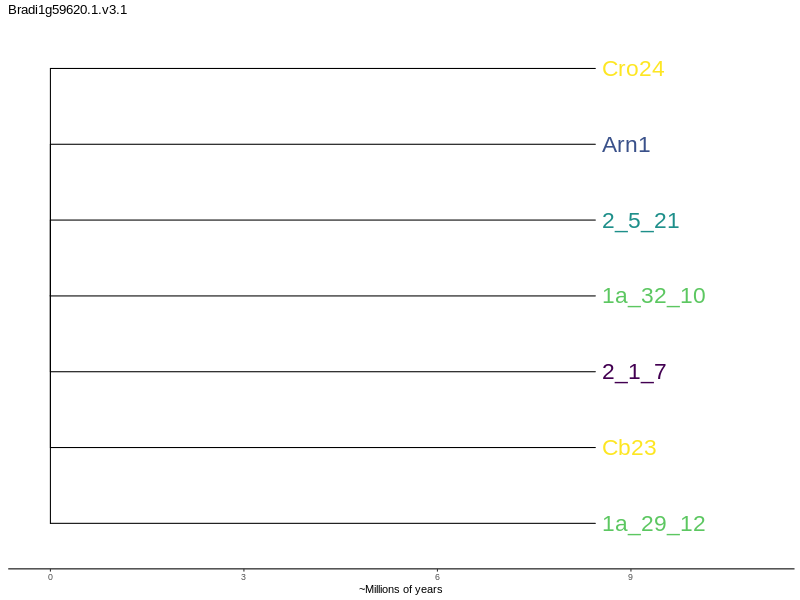 Bradi1g59620.1.v3.1
Cro24
Arn1
2_5_21
1a_32_10
2_1_7
Cb23
1a_29_12
0 3 6 9
~Millions of years